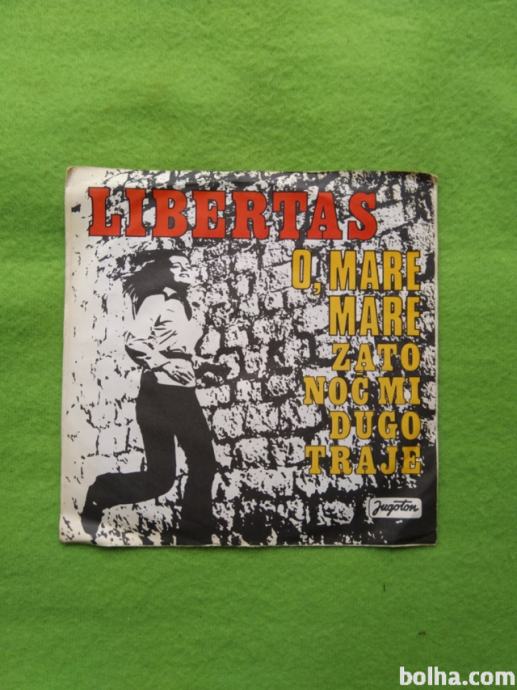 LIBERTAS
O, MARE
MARE
ZATO
NOĆ MI
DUGO
TRAJE
Jugoton
bolha.com